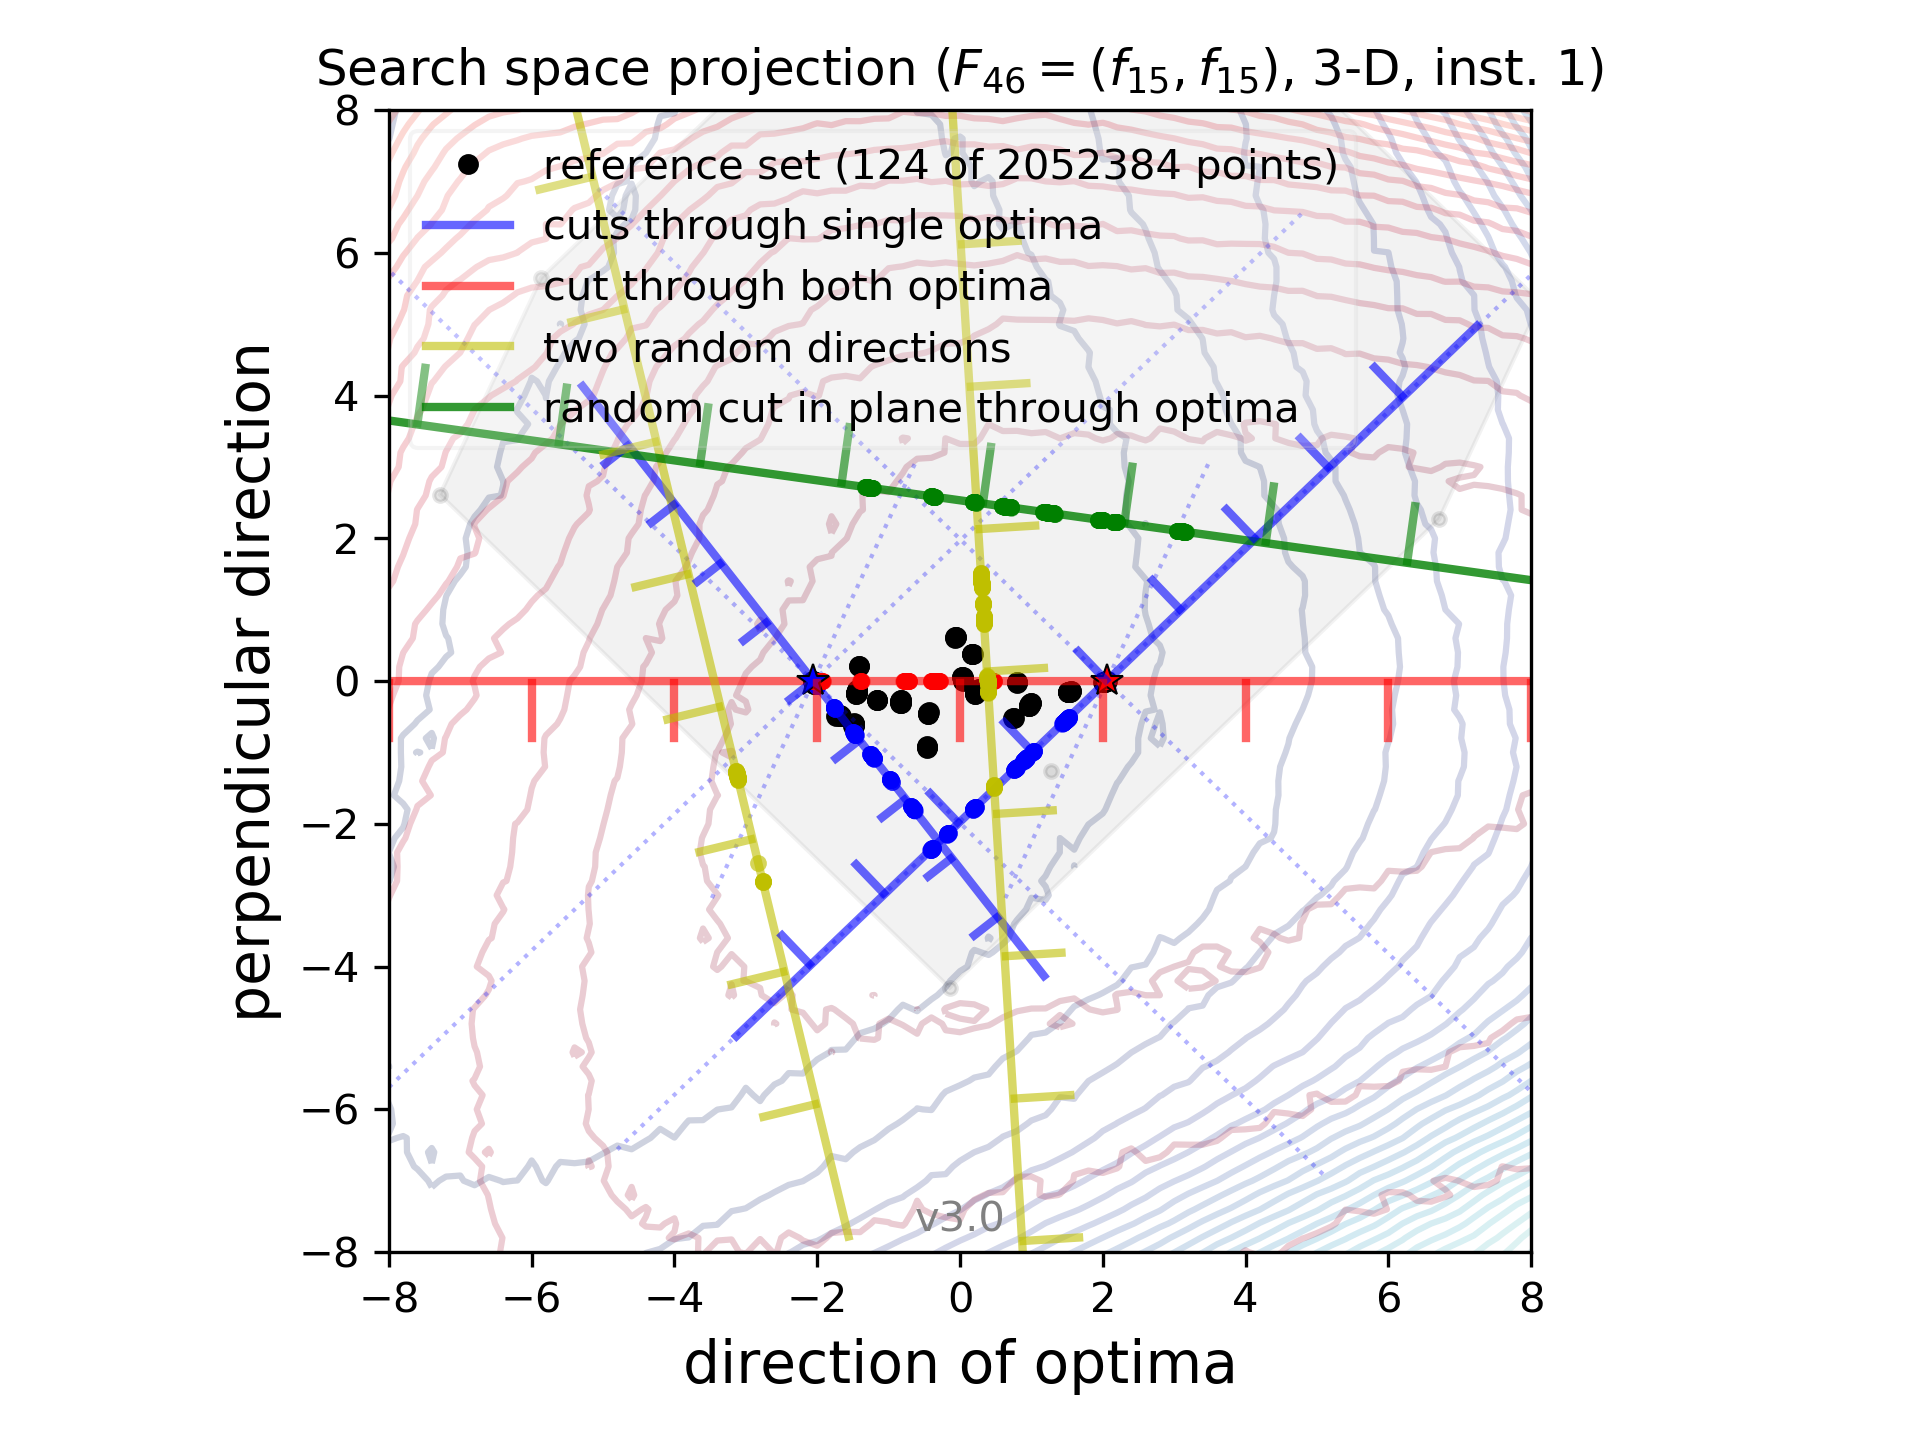 Search space projection (F₄₆ = (f₁₅, f₁₅), 3-D, inst. 1)
8
reference set (124 of 2052384 points)
cuts through single optima
6
cut through both optima
two random directions
4
random cut in plane through optima
2
0
−2
−4
−6
v3.0
−8
perpendicular direction
−8 −6 −4 −2 0 2 4 6 8
direction of optima